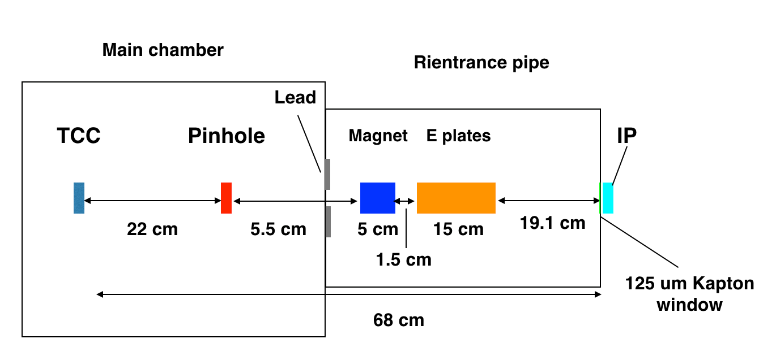 Main chamber
Rientrance pipe
Lead
TCC
Pinhole
Magnet
E plates
IP
22 cm
5.5 cm
5 cm
15 cm
19.1 cm
1.5 cm
125 um Kapton
window
68 cm